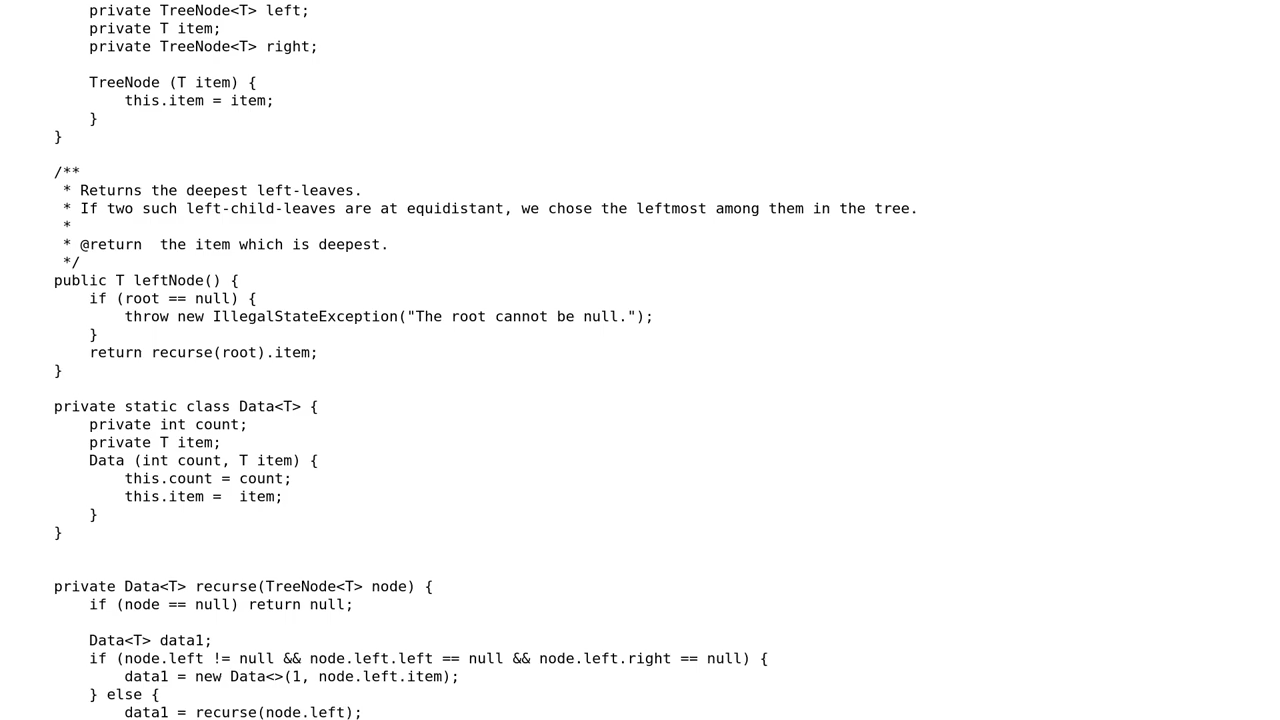 private TreeNode<T> left;
    private T item;
    private TreeNode<T> right;

    TreeNode (T item) {
        this.item = item;
    }
}

/**
 * Returns the deepest left-leaves.
 * If two such left-child-leaves are at equidistant, we chose the leftmost among them in the tree.
 *
 * @return  the item which is deepest.
 */
public T leftNode() {
    if (root == null) {
        throw new IllegalStateException("The root cannot be null.");
    }
    return recurse(root).item;
}

private static class Data<T> {
    private int count;
    private T item;
    Data (int count, T item) {
        this.count = count;
        this.item =  item;
    }
}


private Data<T> recurse(TreeNode<T> node) {
    if (node == null) return null;

    Data<T> data1;
    if (node.left != null && node.left.left == null && node.left.right == null) {
        data1 = new Data<>(1, node.left.item);
    } else {
        data1 = recurse(node.left);